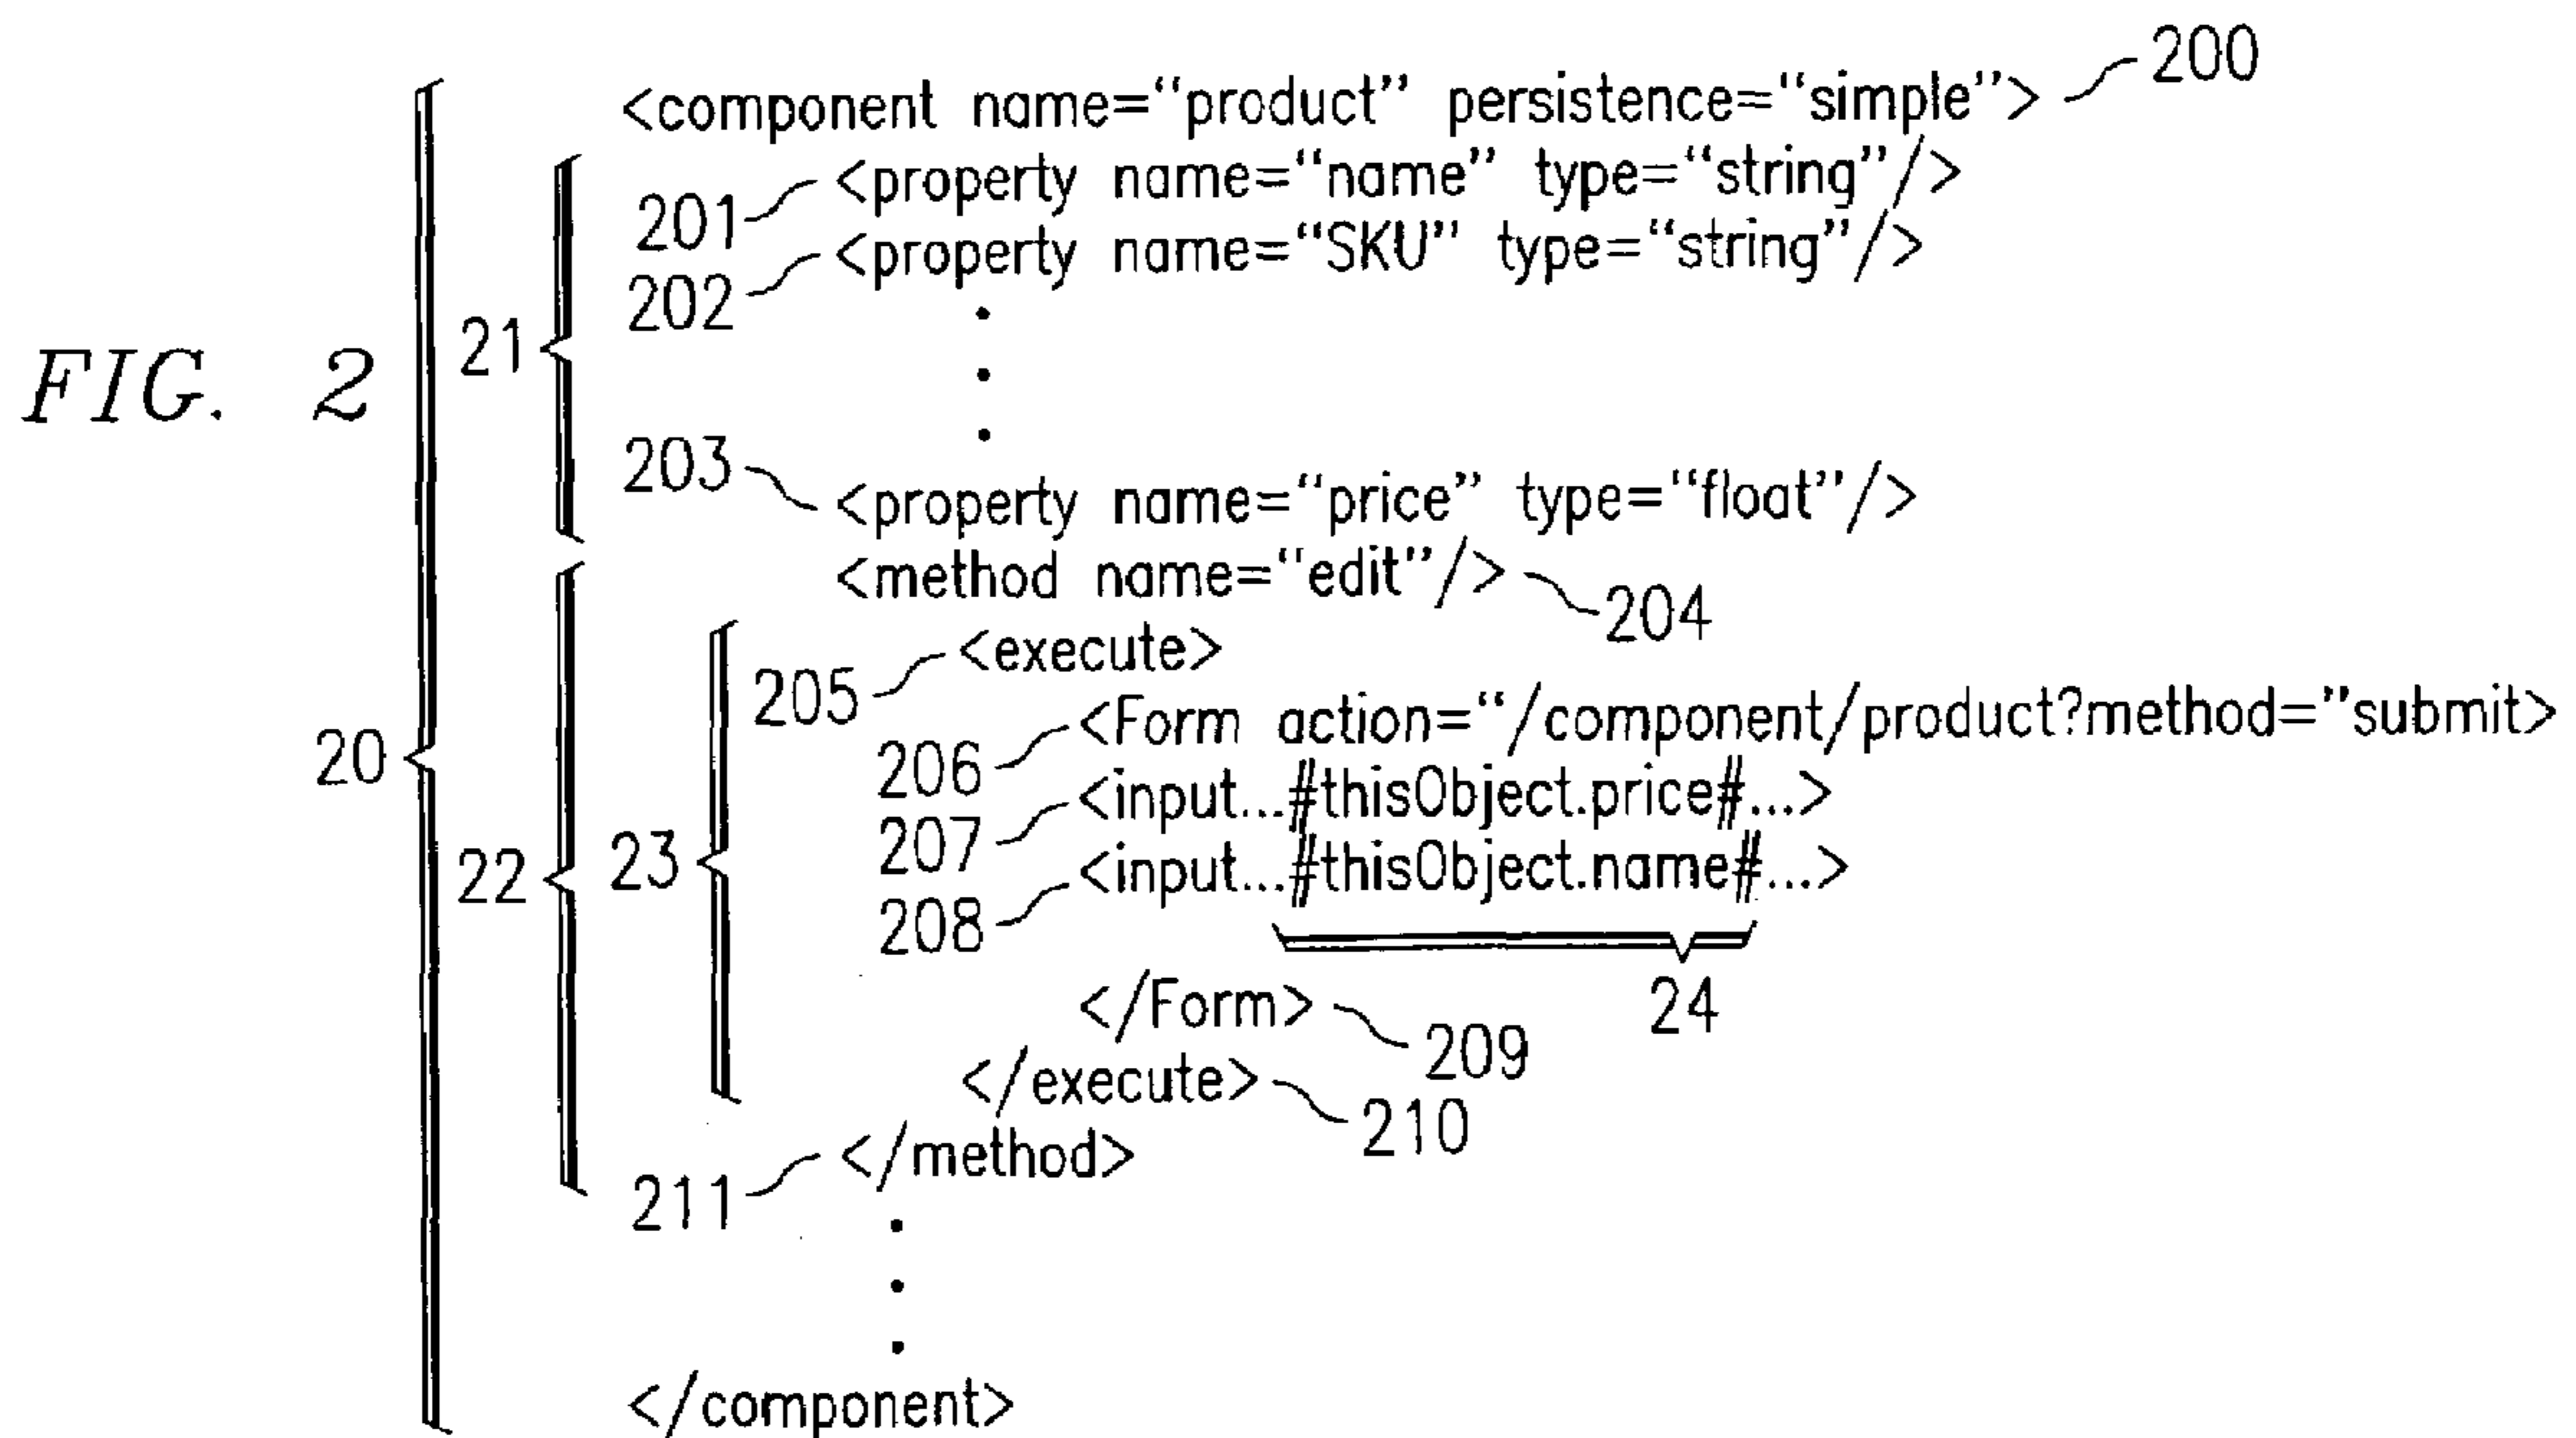 <component name=“product” persistence=“simple”> 200
201 <property name=“name” type=“string”/>
202 <property name=“SKU” type=“string”/>
.
.
.
FIG. 2
21
203 <property name=“price” type=“float”/>
<method name=“edit”/> 204
205 <execute>
206 <Form action=“/component/product?method=”submit>
207 <input...#thisObject.price#...>
208 <input...#thisObject.name#...>
20
22
23
24
</Form> 209
</execute> 210
211 </method>
.
.
.
</component>